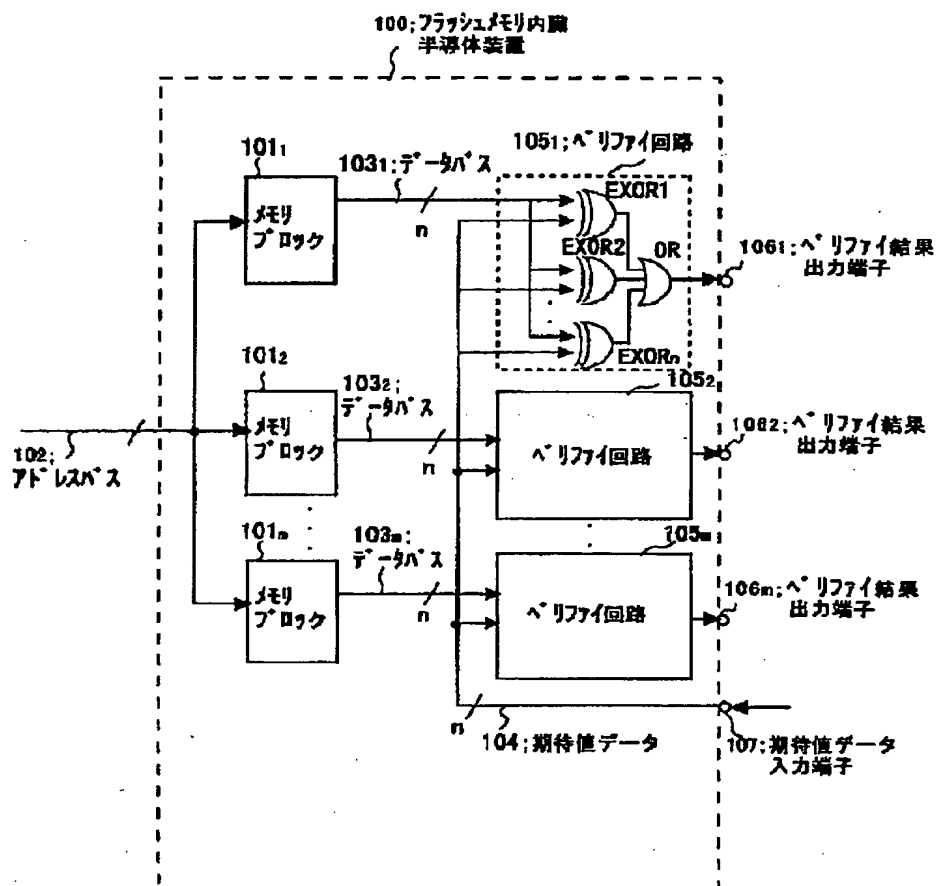 100;フラッシュメモリ内臓
半導体装置
105₁;ベリファイ回路
101₁
103₁;データバス
n
メモリ
ブロック
EXOR1
EXOR2
OR
EXORn
106₁;ベリファイ結果
出力端子
101₂
103₂;
データバス
n
メモリ
ブロック
105₂
ベリファイ回路
106₂;ベリファイ結果
出力端子
102;
アドレスバス
101m
103m;
データバス
n
メモリ
ブロック
105m
ベリファイ回路
106m;ベリファイ結果
出力端子
n
104;期待値データ
107;期待値データ
入力端子